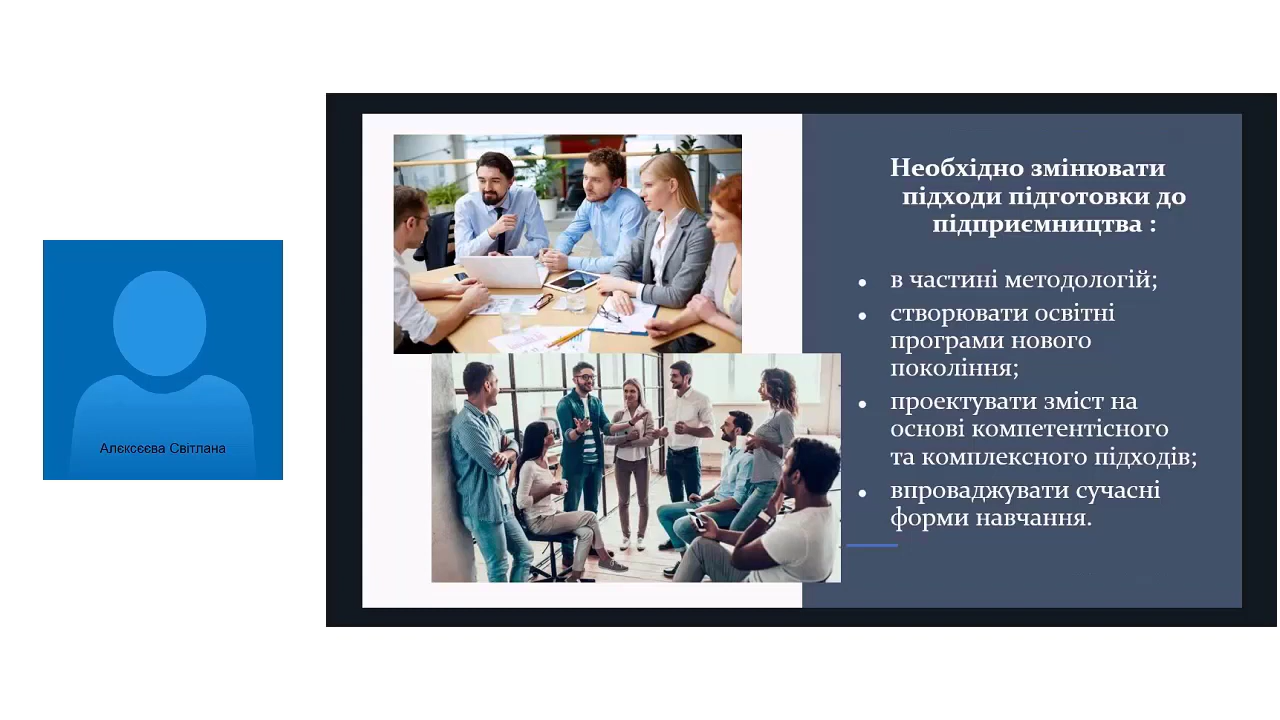 Алєксєєва Світлана
Необхідно змінювати
підходи підготовки до
підприємництва :
• в частині методологій;
• створювати освітні
програми нового
покоління;
• проектувати зміст на
основі компетентісного
та комплексного підходів;
• впроваджувати сучасні
форми навчання.